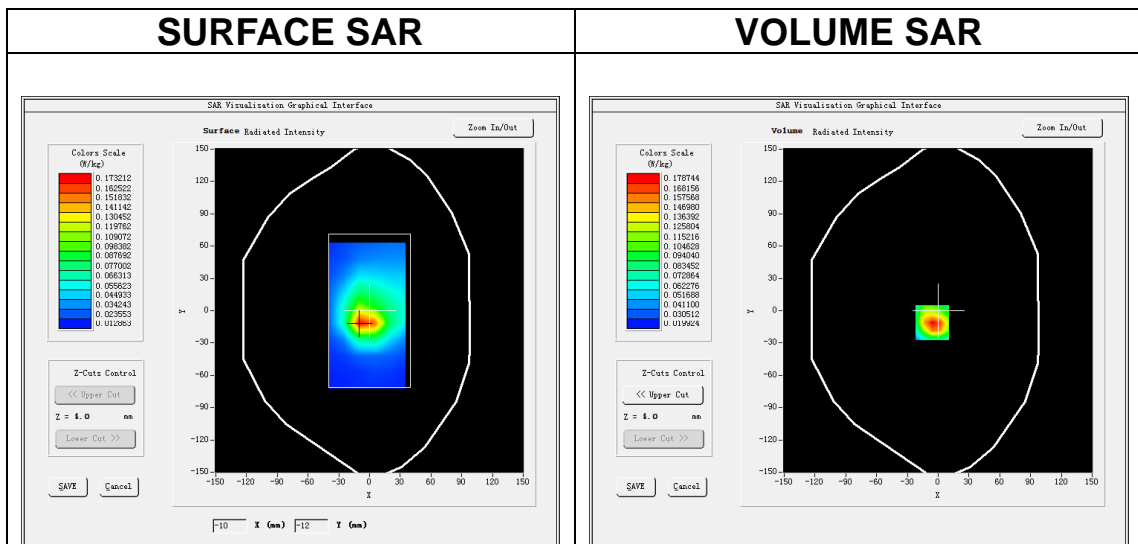 SURFACE SAR
VOLUME SAR
SAR Visualisation Graphical Interface
Surface Radiated Intensity
Zoom In/Out
Colors Scale
(W/kg)
0.173212
0.162522
0.151832
0.141142
0.130452
0.119762
0.109072
0.098382
0.087692
0.077002
0.066313
0.055623
0.044933
0.034243
0.023553
0.012863
150
120
90
60
30
0
-30
-60
-90
-120
-150
Y
-150 -120 -90 -60 -30 0 30 60 90 120 150
X
Z-Cuts Control
<< Upper Cut
Z = 4.0 mm
Lower Cut >>
SAVE Cancel
-10 X (mm) -12 Y (mm)
SAR Visualisation Graphical Interface
Volume Radiated Intensity
Zoom In/Out
Colors Scale
(W/kg)
0.178744
0.168156
0.157568
0.146980
0.136392
0.125804
0.115216
0.104628
0.094040
0.083452
0.072864
0.062276
0.051688
0.041100
0.030512
0.019924
150
120
90
60
30
0
-30
-60
-90
-120
-150
Y
-150 -120 -90 -60 -30 0 30 60 90 120 150
X
Z-Cuts Control
<< Upper Cut
Z = 4.0 mm
Lower Cut >>
SAVE Cancel